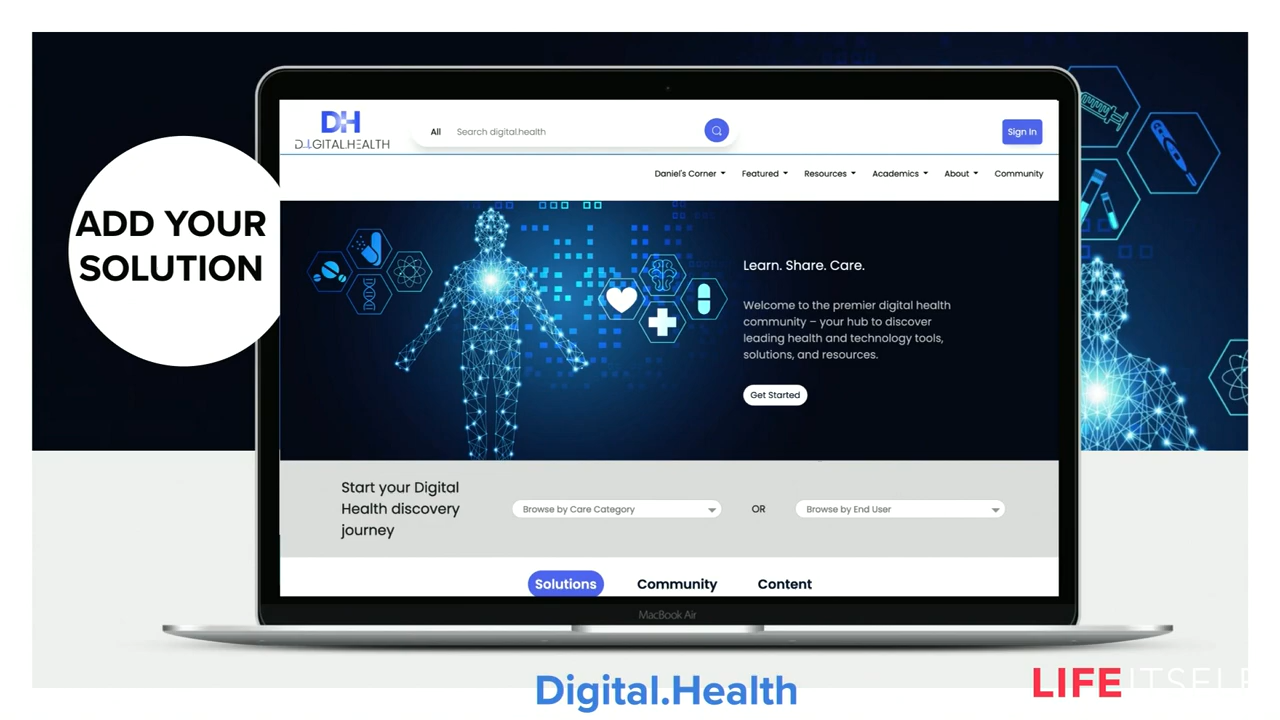 ADD YOUR
SOLUTION
DH
DIGITAL.HEALTH
All Search digital.health
Sign In
Daniel's Corner Featured Resources Academics About Community
Learn. Share. Care.
Welcome to the premier digital health
community – your hub to discover
leading health and technology tools,
solutions, and resources.
Get Started
Start your Digital
Health discovery
journey
Browse by Care Category OR Browse by End User
Solutions Community Content
MacBook Air
Digital.Health
LIFE ITSELF